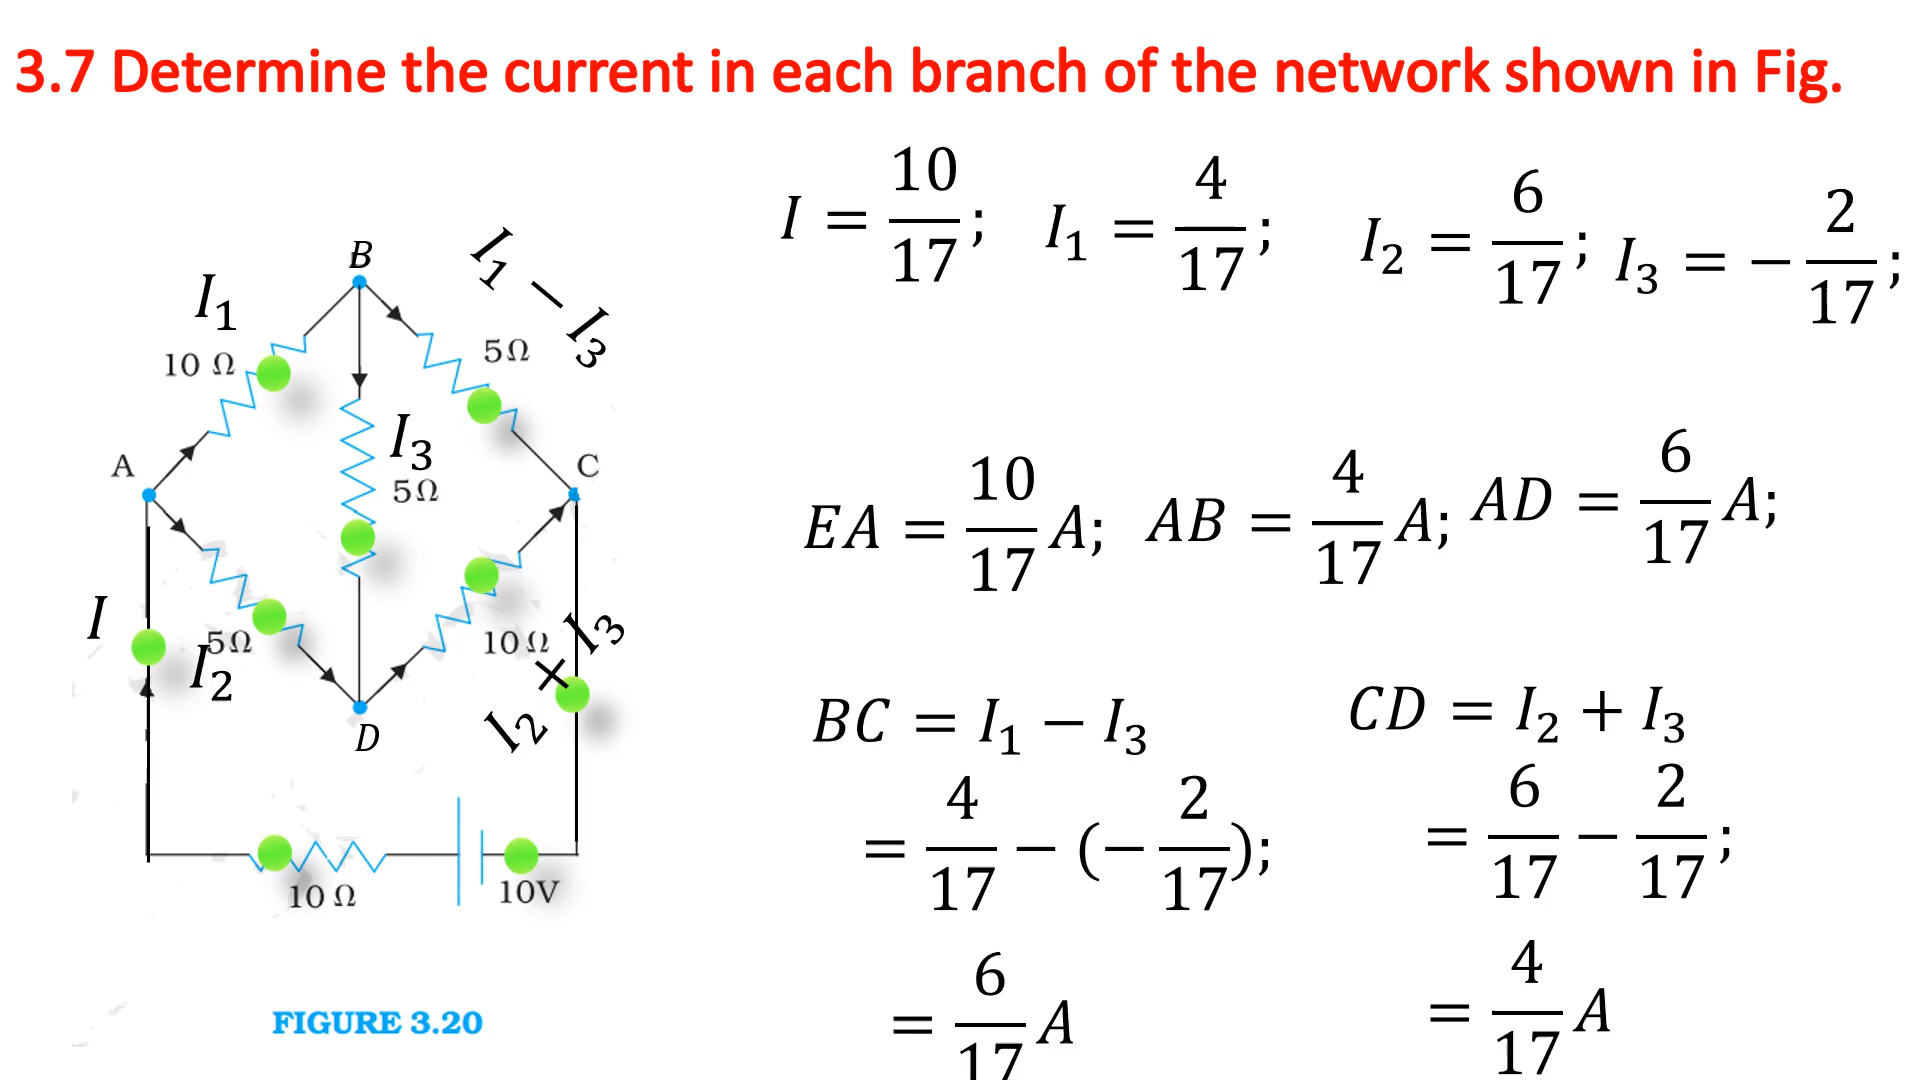 3.7 Determine the current in each branch of the network shown in Fig.
I = 10/17; I₁ = 4/17; I₂ = 6/17; I₃ = −2/17;
B
I₁
I₁ − I₃
10 Ω
5Ω
I₃
5Ω
A
C
I
5Ω
I₂
10 Ω
I₂ + I₃
D
10 Ω
10V
FIGURE 3.20
EA = 10/17 A; AB = 4/17 A; AD = 6/17 A;
BC = I₁ − I₃
= 4/17 − (−2/17);
= 6/17 A
CD = I₂ + I₃
= 6/17 − 2/17;
= 4/17 A